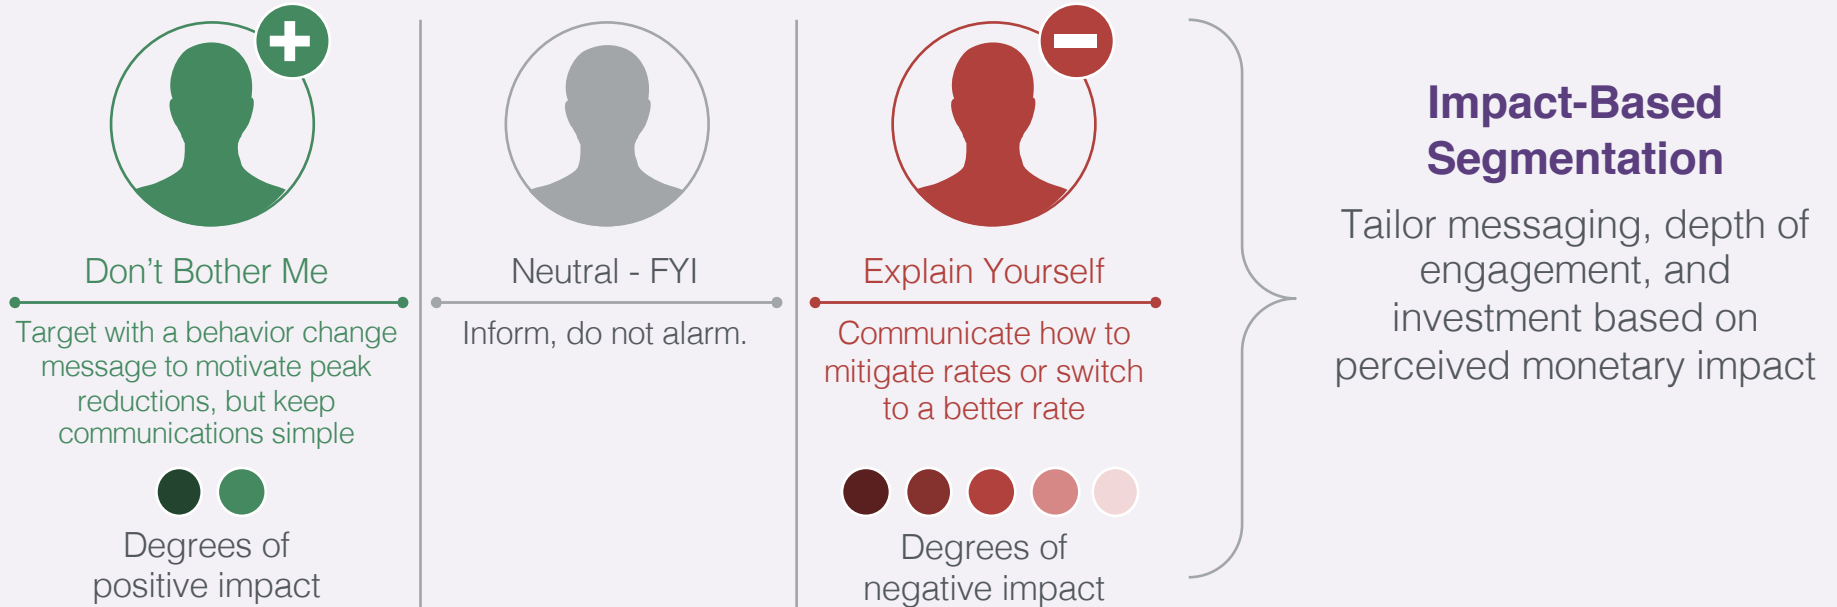 Don't Bother Me
Target with a behavior change
message to motivate peak
reductions, but keep
communications simple
Degrees of
positive impact
Neutral - FYI
Inform, do not alarm.
Explain Yourself
Communicate how to
mitigate rates or switch
to a better rate
Degrees of
negative impact
Impact-Based
Segmentation
Tailor messaging, depth of
engagement, and
investment based on
perceived monetary impact